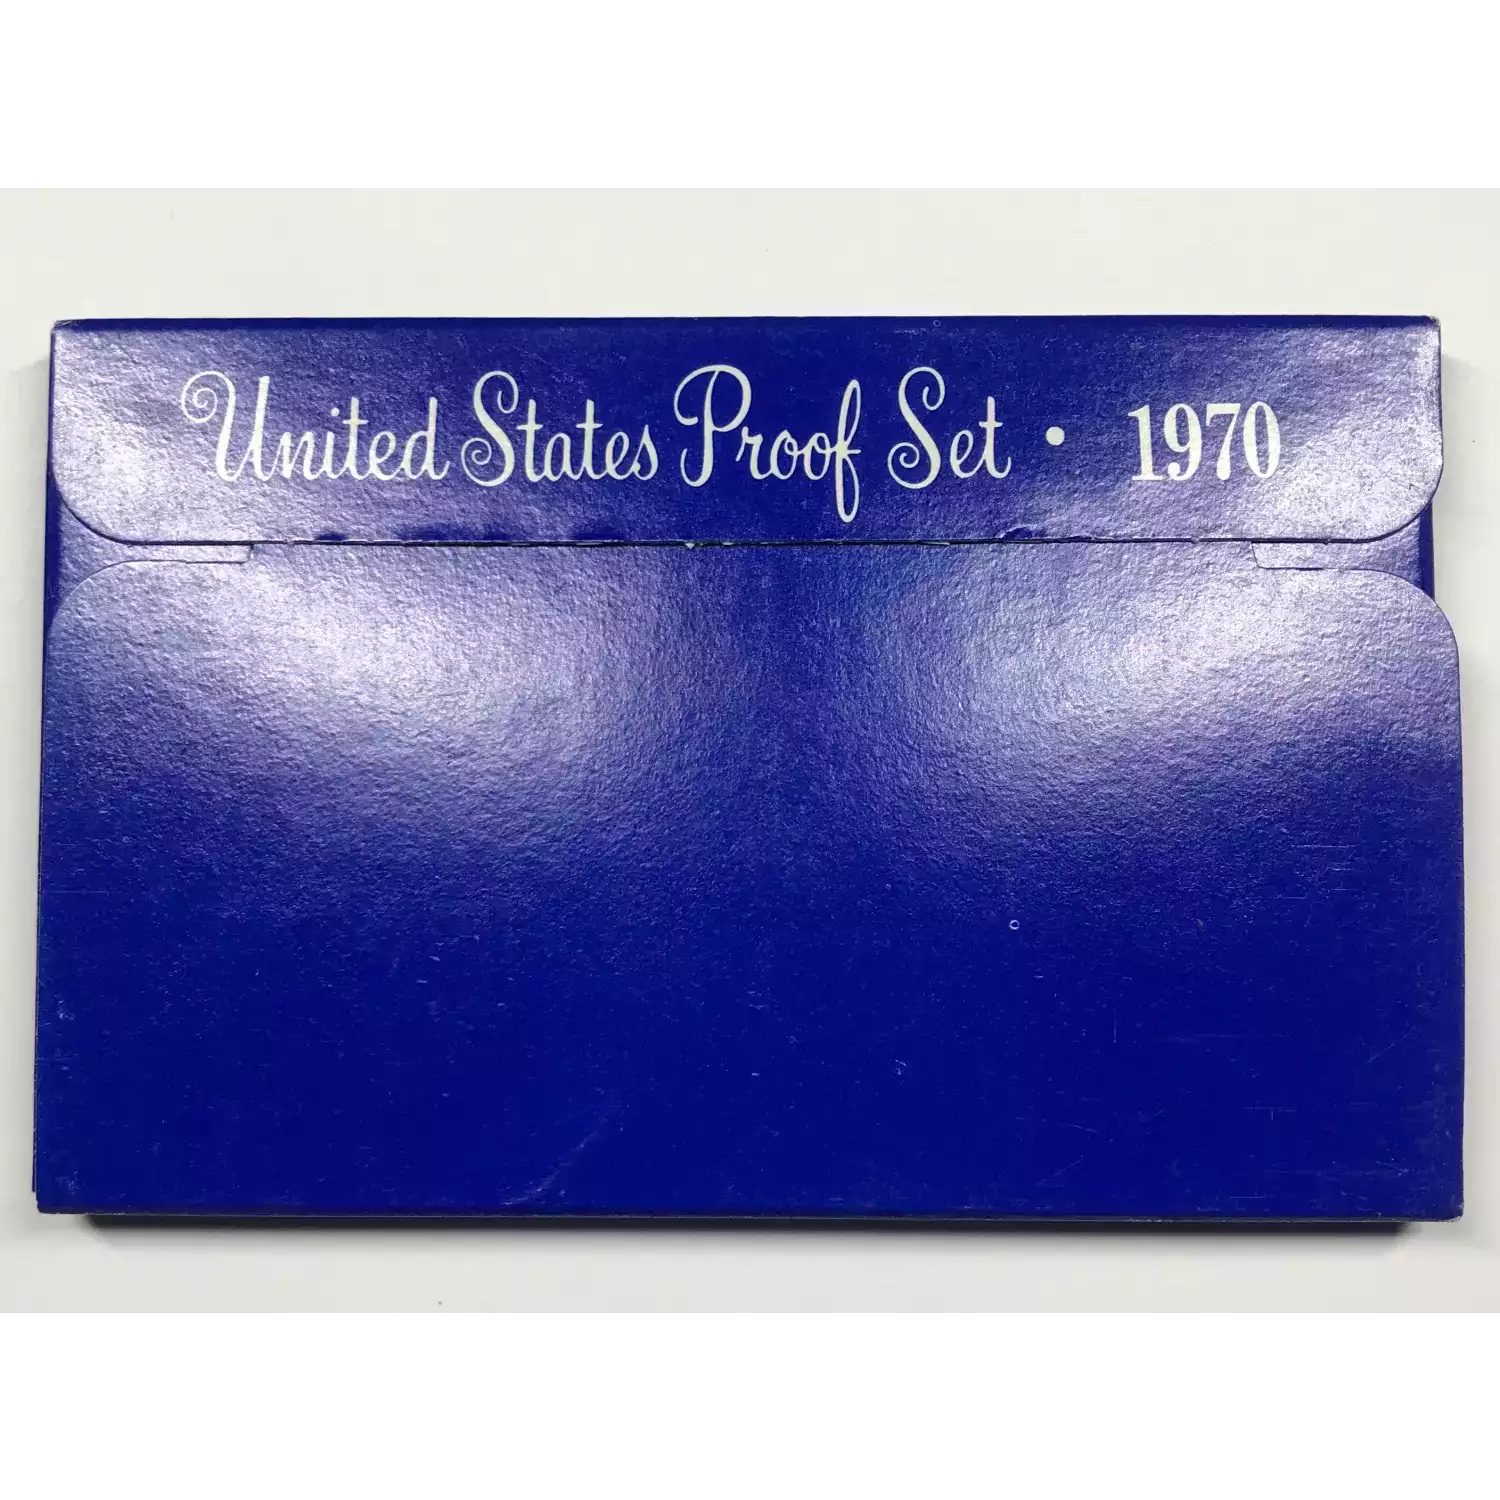 United States Proof Set • 1970